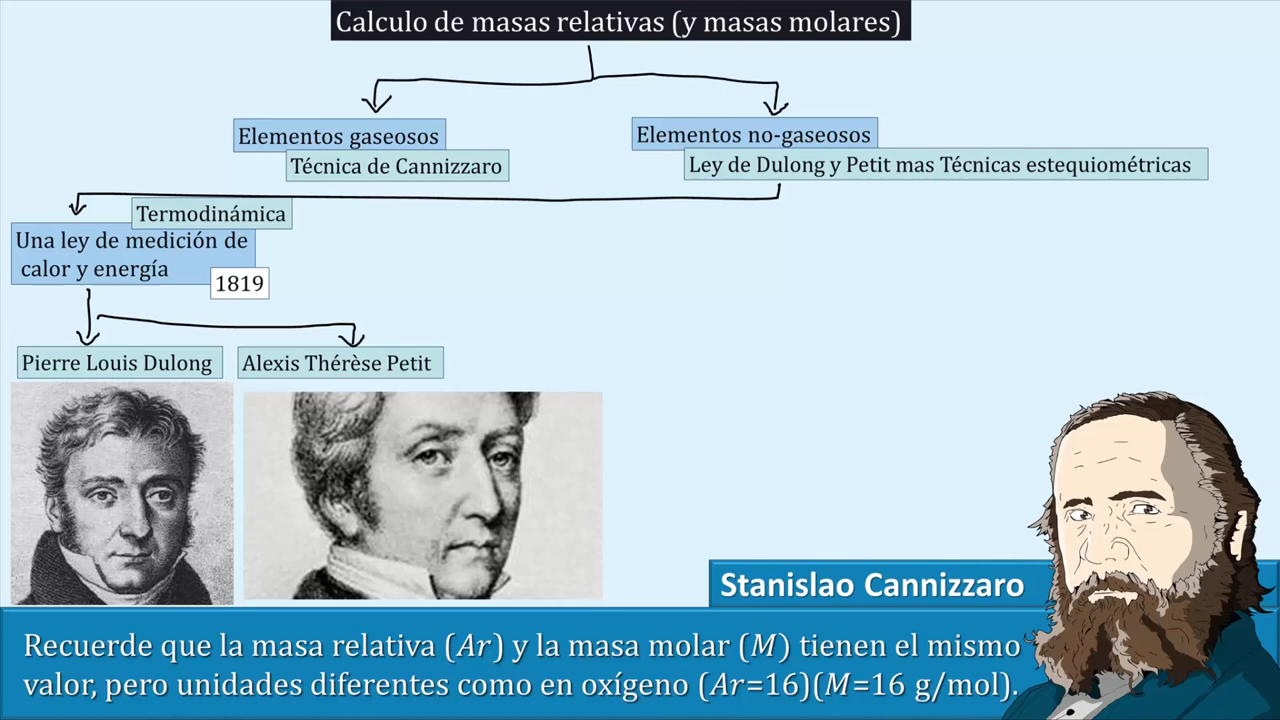 Calculo de masas relativas (y masas molares)
Elementos gaseosos
Técnica de Cannizzaro
Elementos no-gaseosos
Ley de Dulong y Petit mas Técnicas estequiométricas
Termodinámica
Una ley de medición de
calor y energía
1819
Pierre Louis Dulong
Alexis Thérèse Petit
Stanislao Cannizzaro
Recuerde que la masa relativa (Ar) y la masa molar (M) tienen el mismo
valor, pero unidades diferentes como en oxígeno (Ar=16)(M=16 g/mol).